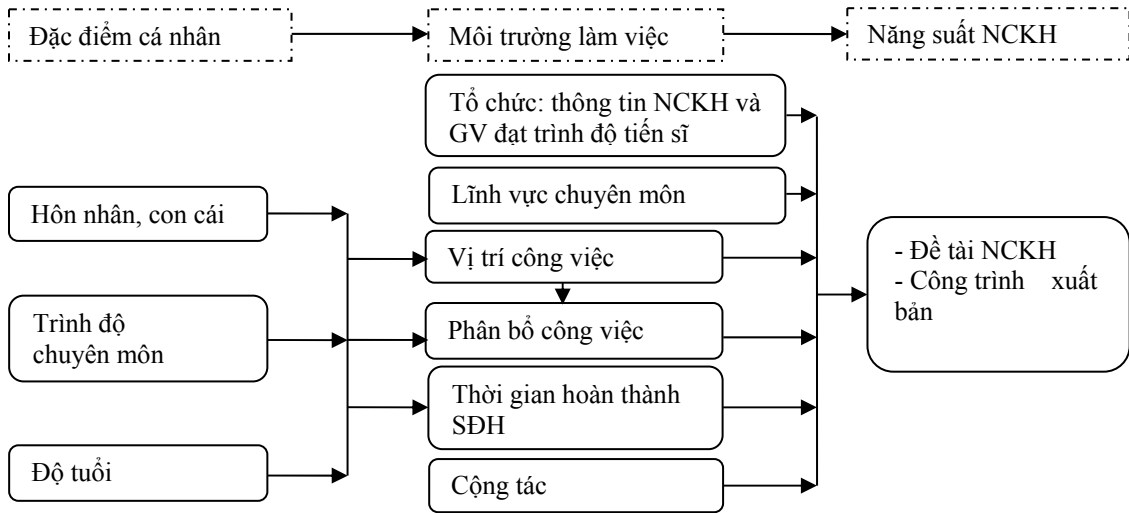 Đặc điểm cá nhân
Môi trường làm việc
Năng suất NCKH
Tổ chức: thông tin NCKH và
GV đạt trình độ tiến sĩ
Lĩnh vực chuyên môn
Hôn nhân, con cái
Vị trí công việc
- Đề tài NCKH
- Công trình xuất
bản
Trình độ
chuyên môn
Phân bổ công việc
Thời gian hoàn thành
SĐH
Độ tuổi
Cộng tác